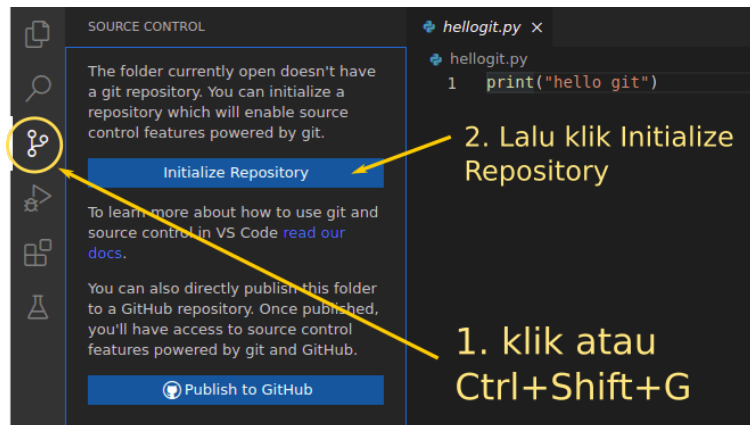 SOURCE CONTROL
The folder currently open doesn't have
a git repository. You can initialize a
repository which will enable source
control features powered by git.
Initialize Repository
To learn more about how to use git and
source control in VS Code read our
docs.
You can also directly publish this folder
to a GitHub repository. Once published,
you'll have access to source control
features powered by git and GitHub.
Publish to GitHub
hellogit.py
hellogit.py
1 print("hello git")
2. Lalu klik Initialize
Repository
1. klik atau
Ctrl+Shift+G